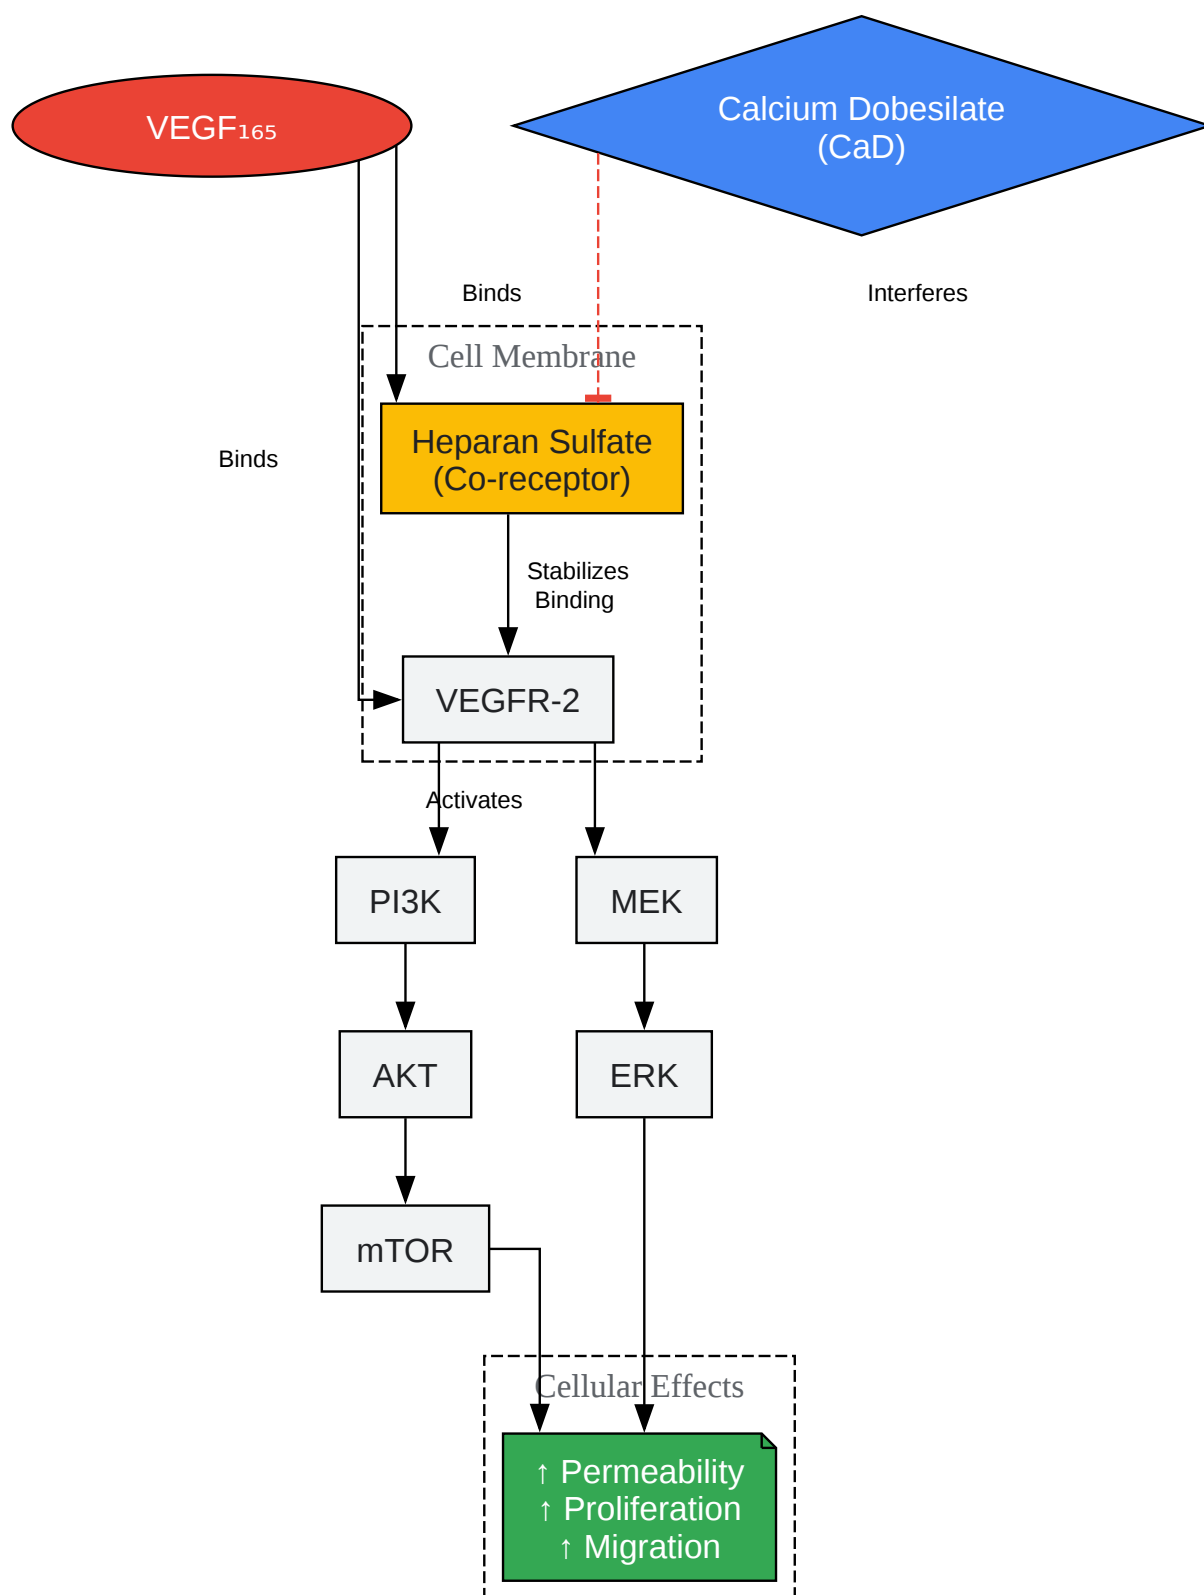 VEGF₁₆₅
Calcium Dobesilate
(CaD)
Binds
Interferes
Cell Membrane
Heparan Sulfate
(Co-receptor)
Binds
Stabilizes
Binding
VEGFR-2
Activates
PI3K
MEK
AKT
ERK
mTOR
Cellular Effects
↑ Permeability
↑ Proliferation
↑ Migration